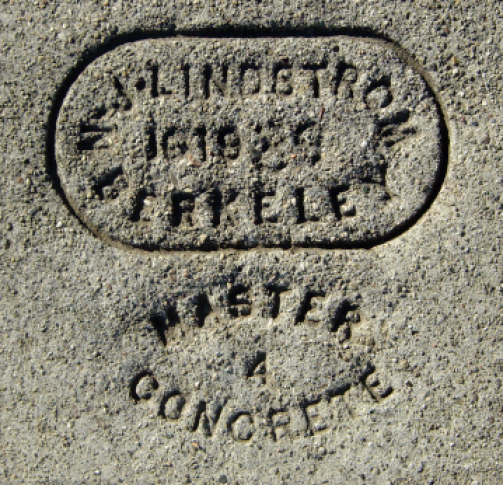 J·LINDSTROM
BERKELEY
MASTER
4
CONCRETE